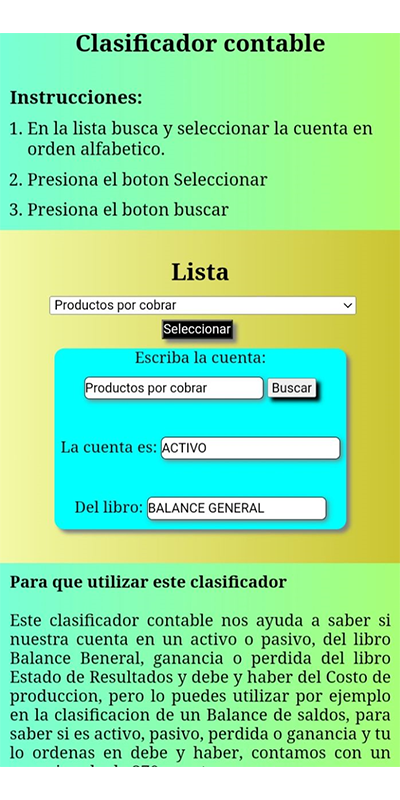 Clasificador contable
Instrucciones:
1. En la lista busca y seleccionar la cuenta en
orden alfabetico.
2. Presiona el boton Seleccionar
3. Presiona el boton buscar
Lista
Productos por cobrar
Seleccionar
Escriba la cuenta:
Productos por cobrar Buscar
La cuenta es: ACTIVO
Del libro: BALANCE GENERAL
Para que utilizar este clasificador
Este clasificador contable nos ayuda a saber si
nuestra cuenta en un activo o pasivo, del libro
Balance Beneral, ganancia o perdida del libro
Estado de Resultados y debe y haber del Costo de
produccion, pero lo puedes utilizar por ejemplo
en la clasificacion de un Balance de saldos, para
saber si es activo, pasivo, perdida o ganancia y tu
lo ordenas en debe y haber, contamos con un